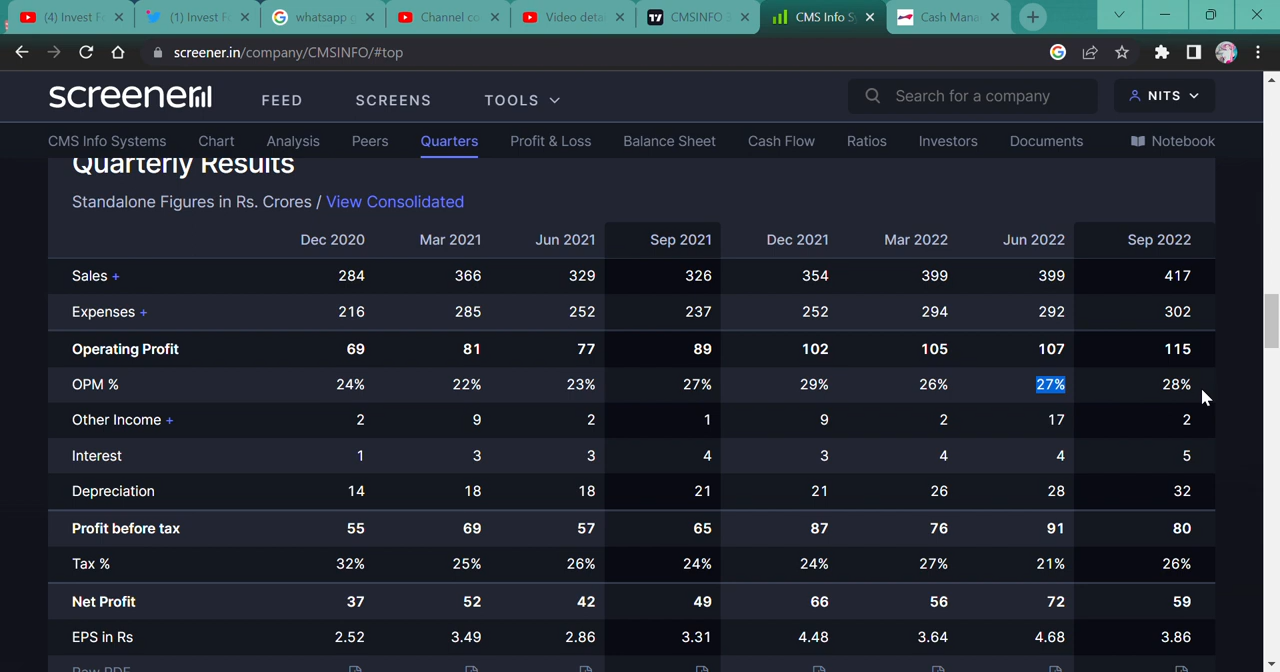 (4) Invest F
(1) Invest F
whatsapp g
Channel co
Video detai
CMSINFO 3
CMS Info Sy
Cash Mana
screener.in/company/CMSINFO/#top
screener
FEED
SCREENS
TOOLS
Search for a company
NITS
CMS Info Systems Chart Analysis Peers Quarters Profit & Loss Balance Sheet Cash Flow Ratios Investors Documents Notebook
Quarterly Results
Standalone Figures in Rs. Crores / View Consolidated
Dec 2020 Mar 2021 Jun 2021 Sep 2021 Dec 2021 Mar 2022 Jun 2022 Sep 2022
Sales + 284 366 329 326 354 399 399 417
Expenses + 216 285 252 237 252 294 292 302
Operating Profit 69 81 77 89 102 105 107 115
OPM % 24% 22% 23% 27% 29% 26% 27% 28%
Other Income + 2 9 2 1 9 2 17 2
Interest 1 3 3 4 3 4 4 5
Depreciation 14 18 18 21 21 26 28 32
Profit before tax 55 69 57 65 87 76 91 80
Tax % 32% 25% 26% 24% 24% 27% 21% 26%
Net Profit 37 52 42 49 66 56 72 59
EPS in Rs 2.52 3.49 2.86 3.31 4.48 3.64 4.68 3.86
Raw PDF